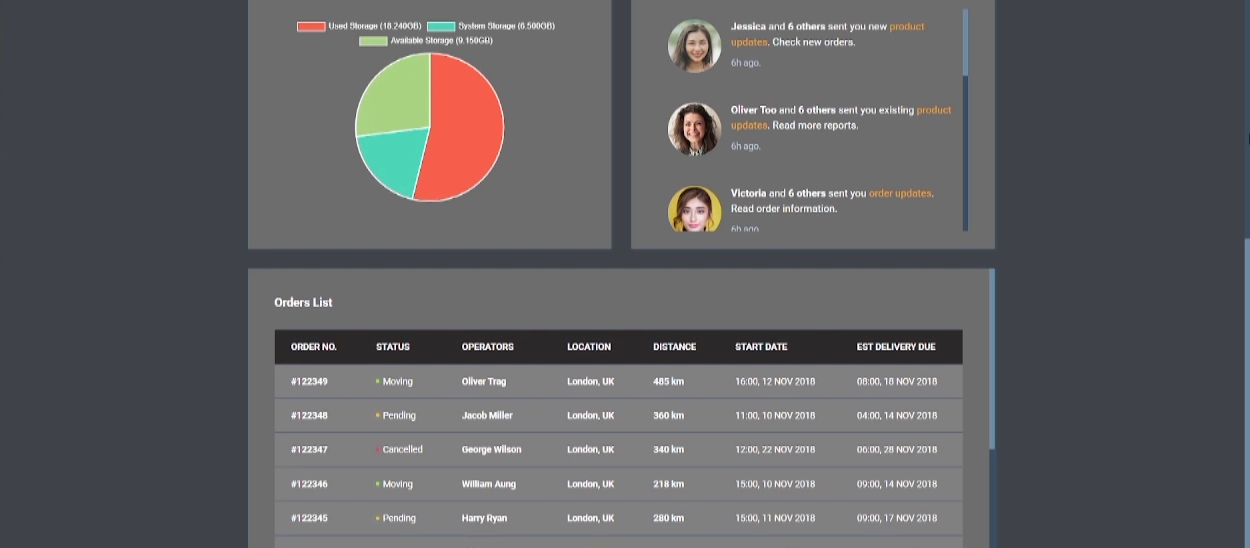 Used Storage (18.240GB) System Storage (6.500GB)
Available Storage (9.150GB)
Jessica and 6 others sent you new product
updates. Check new orders.
6h ago.
Oliver Too and 6 others sent you existing product
updates. Read more reports.
6h ago.
Victoria and 6 others sent you order updates.
Read order information.
6h ago.
Orders List
ORDER NO. STATUS OPERATORS LOCATION DISTANCE START DATE EST DELIVERY DUE
#122349 Moving Oliver Trag London, UK 485 km 16:00, 12 NOV 2018 08:00, 18 NOV 2018
#122348 Pending Jacob Miller London, UK 360 km 11:00, 10 NOV 2018 04:00, 14 NOV 2018
#122347 Cancelled George Wilson London, UK 340 km 12:00, 22 NOV 2018 06:00, 28 NOV 2018
#122346 Moving William Aung London, UK 218 km 15:00, 10 NOV 2018 09:00, 14 NOV 2018
#122345 Pending Harry Ryan London, UK 280 km 15:00, 11 NOV 2018 09:00, 17 NOV 2018